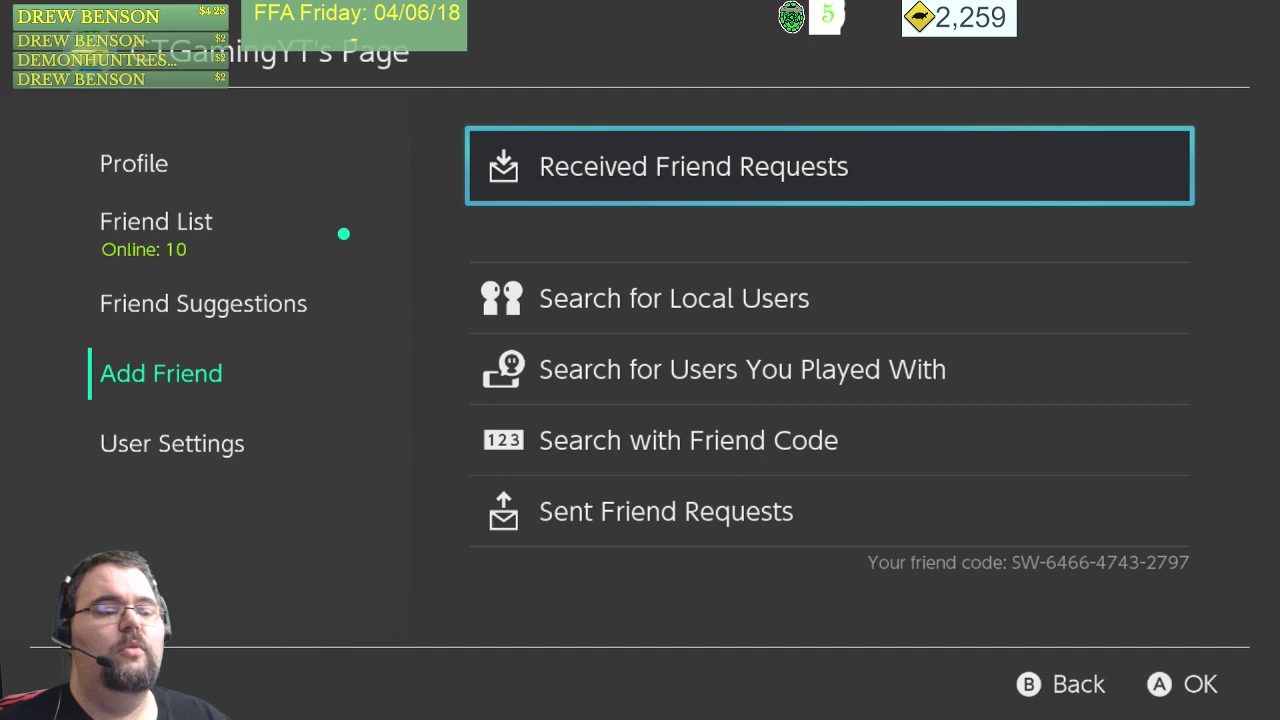 DREW BENSON $4.28
DREW BENSON $2
DEMONHUNTRES... $2
DREW BENSON $2
FFA Friday: 04/06/18
-
5
2,259
TGamingYT's Page
Profile
Friend List
Online: 10
Friend Suggestions
Add Friend
User Settings
Received Friend Requests
Search for Local Users
Search for Users You Played With
123 Search with Friend Code
Sent Friend Requests
Your friend code: SW-6466-4743-2797
B Back
A OK